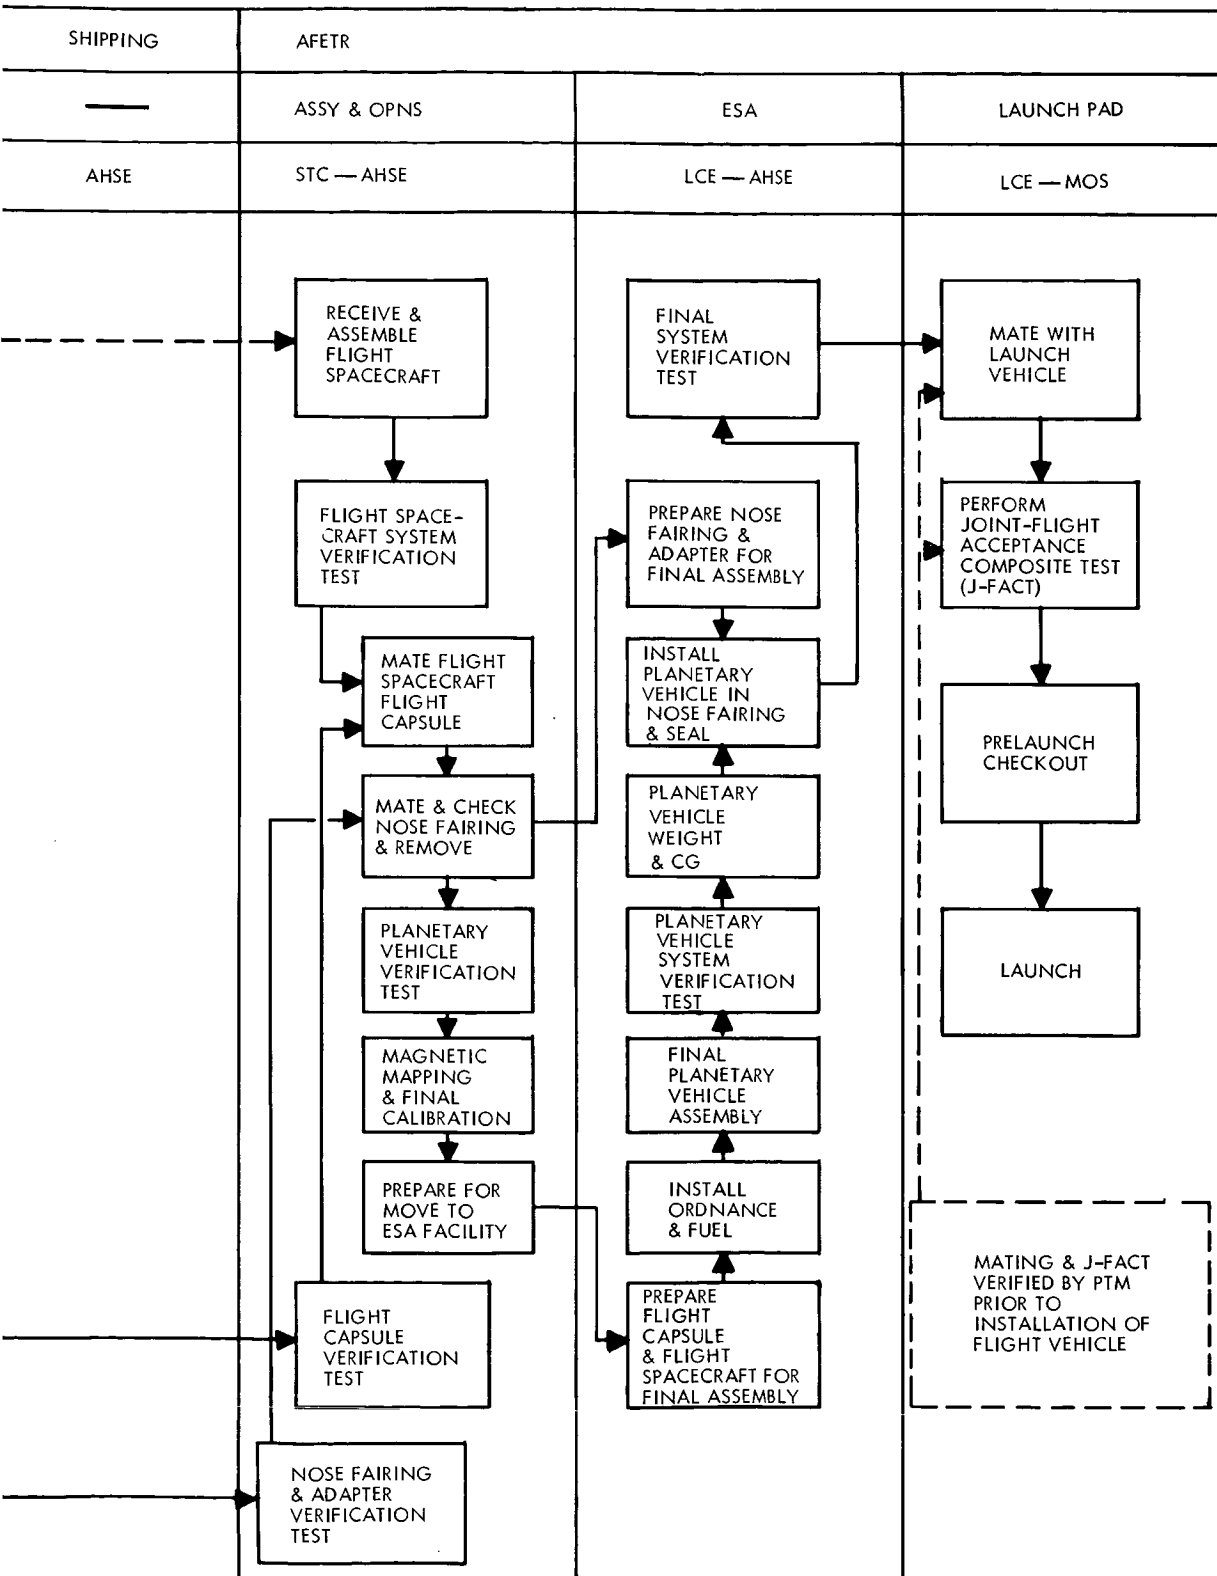 SHIPPING
AFETR
ASSY & OPNS
ESA
LAUNCH PAD
AHSE
STC — AHSE
LCE — AHSE
LCE — MOS
RECEIVE &
ASSEMBLE
FLIGHT
SPACECRAFT
FLIGHT SPACE-
CRAFT SYSTEM
VERIFICATION
TEST
MATE FLIGHT
SPACECRAFT
FLIGHT
CAPSULE
MATE & CHECK
NOSE FAIRING
& REMOVE
PLANETARY
VEHICLE
VERIFICATION
TEST
MAGNETIC
MAPPING
& FINAL
CALIBRATION
PREPARE FOR
MOVE TO
ESA FACILITY
FLIGHT
CAPSULE
VERIFICATION
TEST
NOSE FAIRING
& ADAPTER
VERIFICATION
TEST
FINAL
SYSTEM
VERIFICATION
TEST
PREPARE NOSE
FAIRING &
ADAPTER FOR
FINAL ASSEMBLY
INSTALL
PLANETARY
VEHICLE IN
NOSE FAIRING
& SEAL
PLANETARY
VEHICLE
WEIGHT
& CG
PLANETARY
VEHICLE
SYSTEM
VERIFICATION
TEST
FINAL
PLANETARY
VEHICLE
ASSEMBLY
INSTALL
ORDNANCE
& FUEL
PREPARE
FLIGHT
CAPSULE
& FLIGHT
SPACECRAFT FOR
FINAL ASSEMBLY
MATE WITH
LAUNCH
VEHICLE
PERFORM
JOINT-FLIGHT
ACCEPTANCE
COMPOSITE TEST
(J-FACT)
PRELAUNCH
CHECKOUT
LAUNCH
MATING & J-FACT
VERIFIED BY PTM
PRIOR TO
INSTALLATION OF
FLIGHT VEHICLE